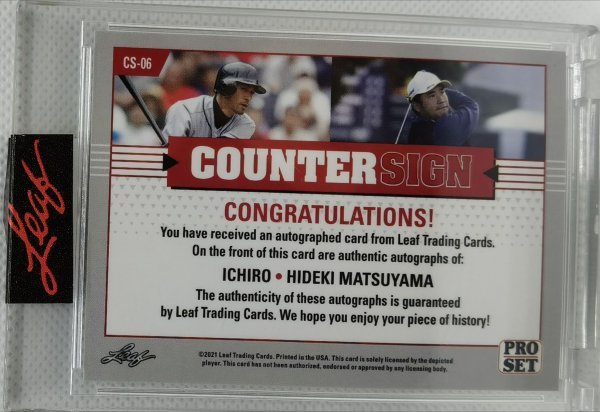 CS-06
COUNTERSIGN
CONGRATULATIONS!
You have received an autographed card from Leaf Trading Cards.
On the front of this card are authentic autographs of:
ICHIRO • HIDEKI MATSUYAMA
The authenticity of these autographs is guaranteed
by Leaf Trading Cards. We hope you enjoy your piece of history!
Leaf
©2021 Leaf Trading Cards. Printed in the USA. This card is solely licensed by the depicted
player. This card has not been authorized, endorsed or approved by any licensing body.
PRO
SET
Leaf